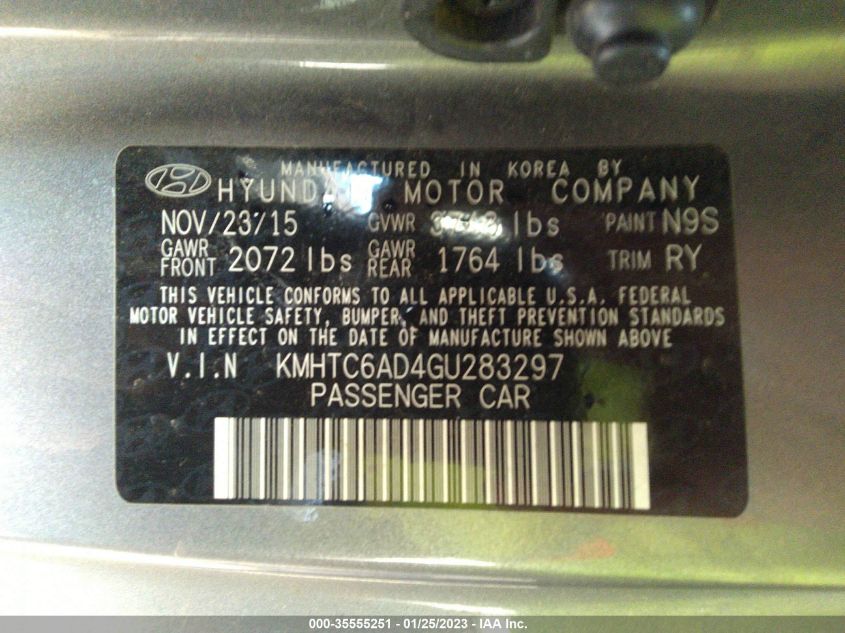 MANUFACTURED IN KOREA BY
HYUNDAI MOTOR COMPANY
NOV/23/15 GVWR lbs PAINT N9S
GAWR FRONT 2072 lbs GAWR REAR 1764 lbs TRIM RY
THIS VEHICLE CONFORMS TO ALL APPLICABLE U.S.A. FEDERAL
MOTOR VEHICLE SAFETY, BUMPER, AND THEFT PREVENTION STANDARDS
IN EFFECT ON THE DATE OF MANUFACTURE SHOWN ABOVE
V.I.N KMHTC6AD4GU283297
PASSENGER CAR
000-35555251 - 01/25/2023 - IAA Inc.